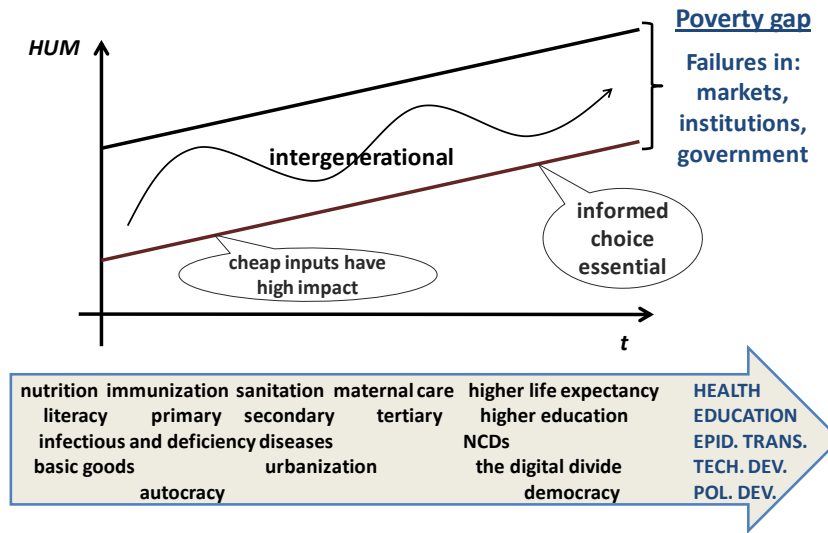 Poverty gap
HUM
Failures in:
markets,
institutions,
government
intergenerational
informed
choice
essential
cheap inputs have
high impact
t
nutrition immunization sanitation maternal care higher life expectancy HEALTH
literacy primary secondary tertiary higher education EDUCATION
infectious and deficiency diseases NCDs EPID. TRANS.
basic goods urbanization the digital divide TECH. DEV.
autocracy democracy POL. DEV.